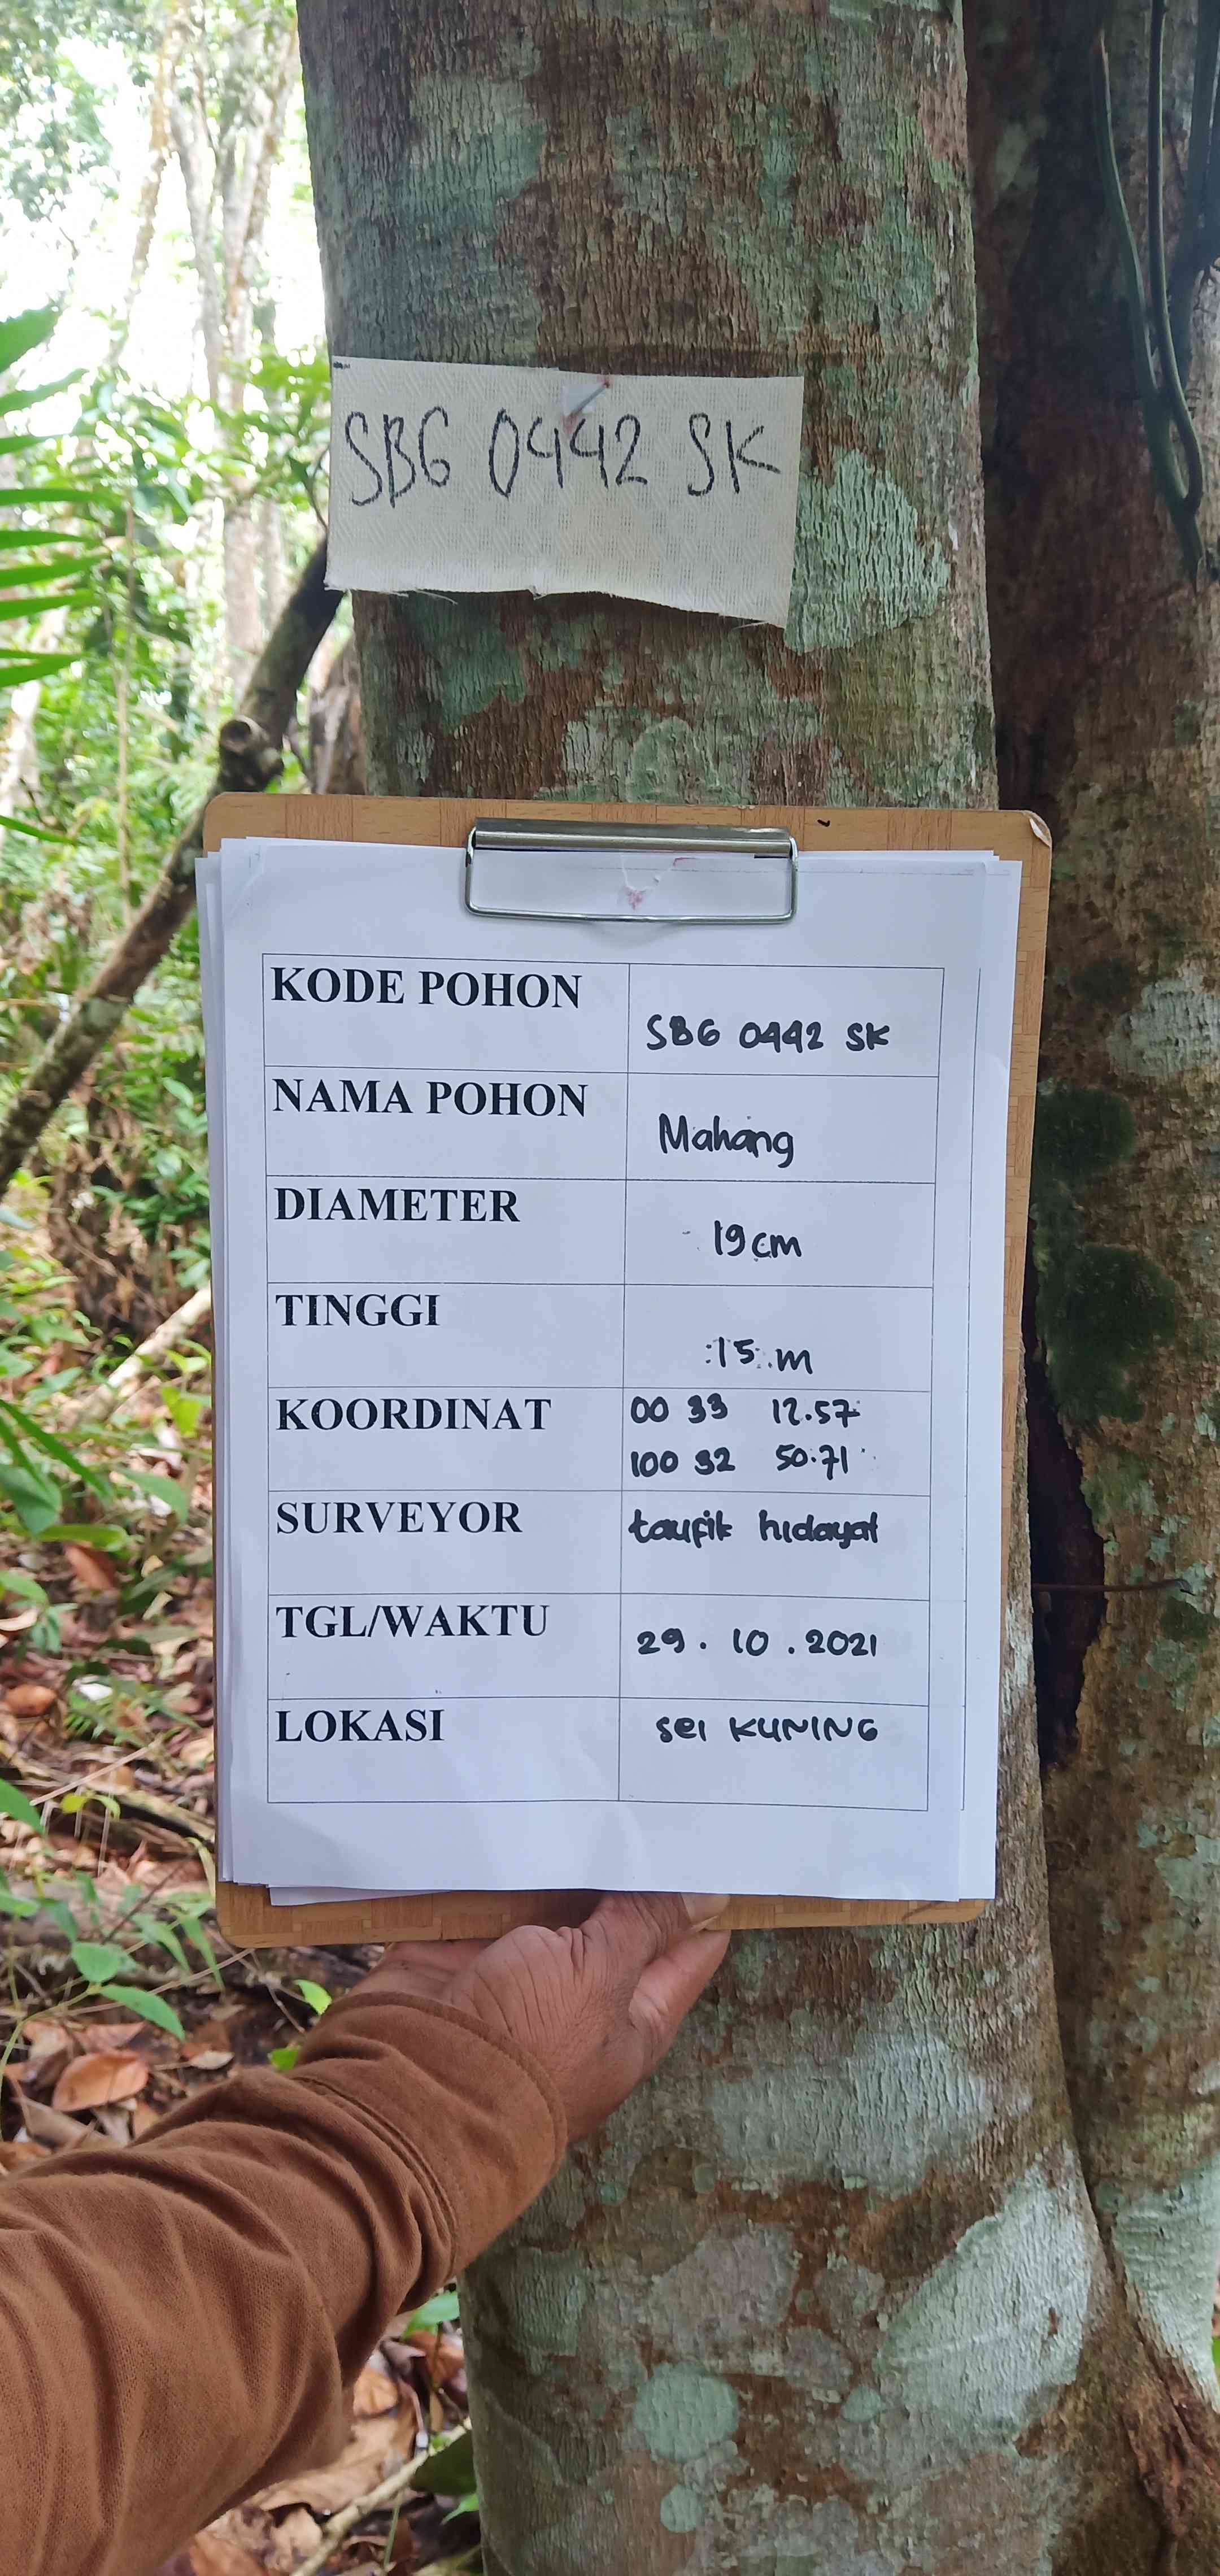 SBG 0442 SK
KODE POHON
SBG 0442 SK
NAMA POHON
Mahang
DIAMETER
19 cm
TINGGI
15 m
KOORDINAT
00 33 12.57
100 32 50.71
SURVEYOR
taufik hidayat
TGL/WAKTU
29.10.2021
LOKASI
sei KUNING